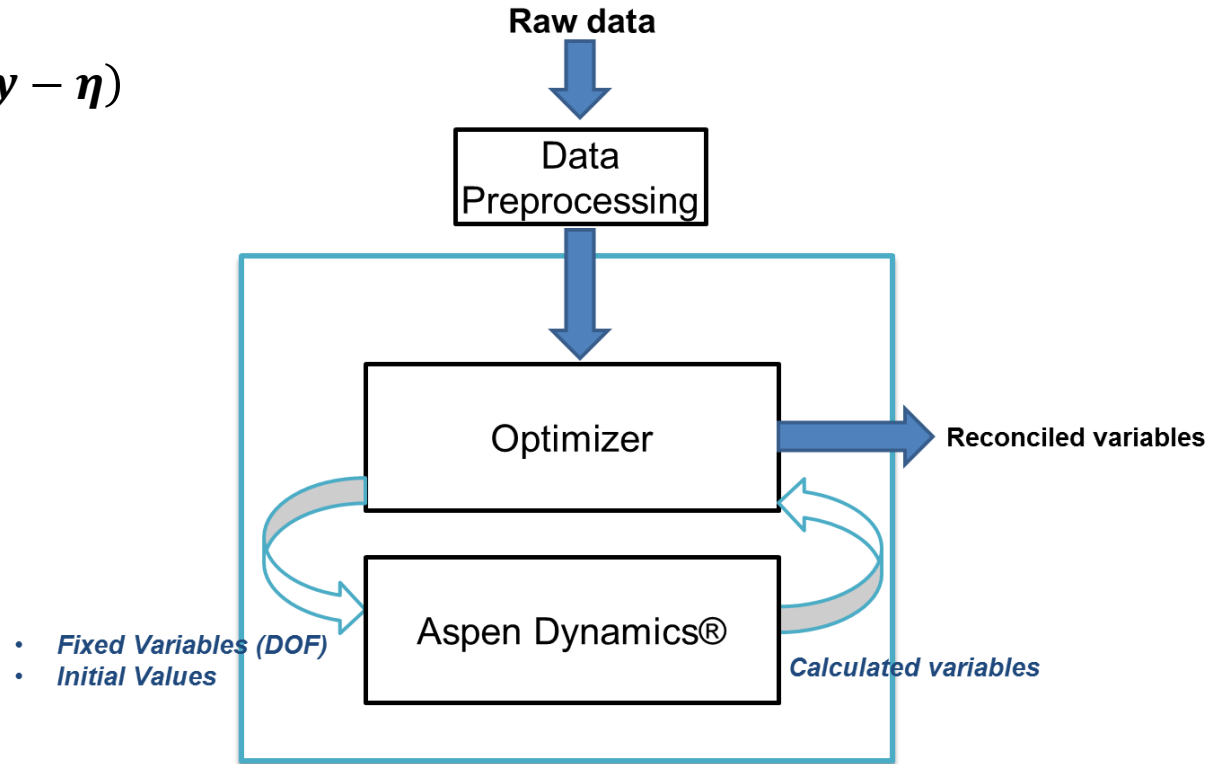 Raw data
y − η)
Data
Preprocessing
Optimizer
Reconciled variables
Aspen Dynamics®
• Fixed Variables (DOF)
• Initial Values
Calculated variables